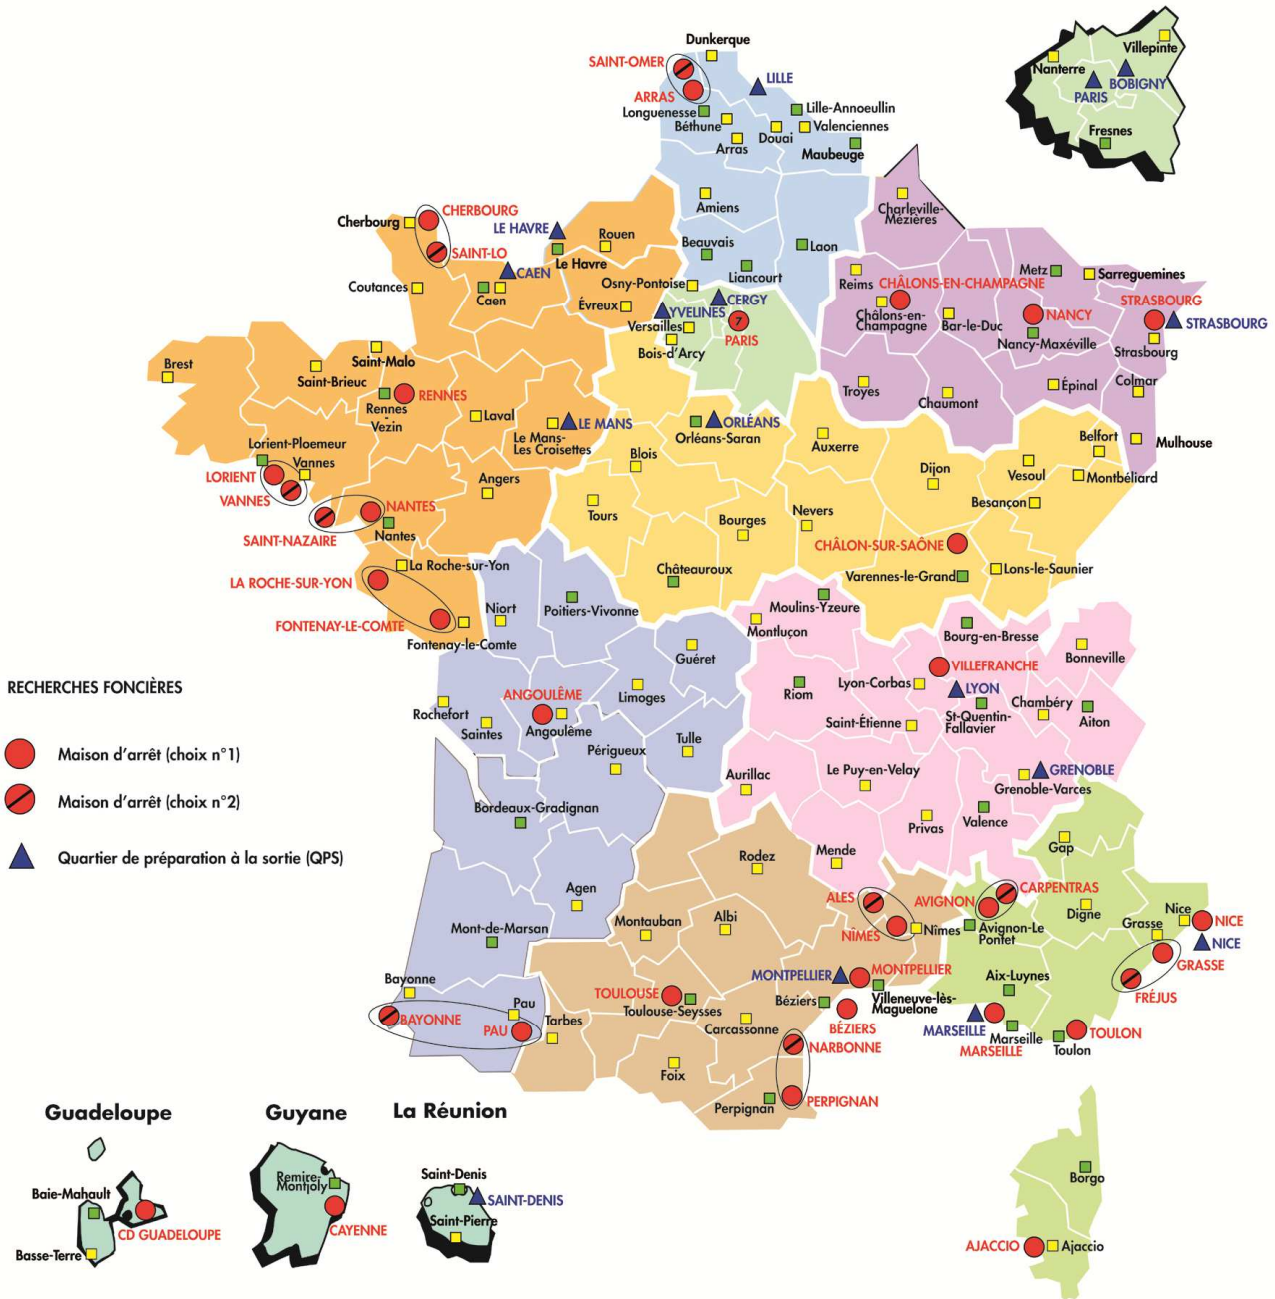 Dunkerque
SAINT-OMER
LILLE
ARRAS
Longuenesse
Lille-Annoeullin
Béthune
Douai
Valenciennes
Arras
Maubeuge
Villepinte
Nanterre
BOBIGNY
PARIS
Fresnes
Amiens
Beauvais
Laon
Liancourt
Charleville-
Mézières
Cherbourg
CHERBOURG
SAINT-LO
LE HAVRE
Rouen
Le Havre
CAEN
Coutances
Caen
Osny-Pontoise
Évreux
CERGY
YVELINES
Versailles
7
PARIS
Bois-d'Arcy
Reims
CHÂLONS-EN-CHAMPAGNE
Châlons-en-
Champagne
Bar-le-Duc
Metz
Sarreguemines
NANCY
Nancy-Maxéville
STRASBOURG
STRASBOURG
Strasbourg
Troyes
Chaumont
Épinal
Colmar
Mulhouse
Brest
Saint-Malo
Saint-Brieuc
RENNES
Rennes
-
Vezin
Laval
LE MANS
Le Mans-
Les Croisettes
Lorient-Ploemeur
Vannes
LORIENT
VANNES
Angers
NANTES
Nantes
SAINT-NAZAIRE
La Roche-sur-Yon
LA ROCHE-SUR-YON
FONTENAY-LE-COMTE
Fontenay-le-Comte
ORLÉANS
Orléans-Saran
Blois
Auxerre
Dijon
Belfort
Vesoul
Montbéliard
Besançon
Tours
Bourges
Nevers
CHÂLON-SUR-SAÔNE
Châteauroux
Varennes-le-Grand
Lons-le-Saunier
Niort
Poitiers-Vivonne
Guéret
Moulins-Yzeure
Montluçon
Bourg-en-Bresse
Bonneville
VILLEFRANCHE
Riom
Lyon-Corbas
LYON
St-Quentin-
Fallavier
Chambéry
Aiton
Saint-Étienne
Limoges
ANGOULÊME
Angoulême
Rochefort
Saintes
Périgueux
Tulle
Aurillac
Le Puy-en-Velay
GRENOBLE
Grenoble-Varces
Privas
Valence
Bordeaux-Gradignan
Mende
Gap
Rodez
Agen
ALES
AVIGNON
CARPENTRAS
Digne
Nice
NICE
NICE
Grasse
GRASSE
FRÉJUS
Montauban
Albi
NÎMES
Nîmes
Avignon-Le
Pontet
Mont-de-Marsan
MONTPELLIER
MONTPELLIER
Aix-Luynes
Bayonne
TOULOUSE
Toulouse-Seysses
Béziers
Villeneuve-lès-
Maguelone
BAYONNE
PAU
Pau
Tarbes
Carcassonne
BÉZIERS
MARSEILLE
Marseille
MARSEILLE
TOULON
Toulon
NARBONNE
Foix
Perpignan
PERPIGNAN
RECHERCHES FONCIÈRES
Maison d'arrêt (choix n°1)
Maison d'arrêt (choix n°2)
Quartier de préparation à la sortie (QPS)
Guadeloupe
Baie-Mahault
CD GUADELOUPE
Basse-Terre
Guyane
Remire-
Montjoly
CAYENNE
La Réunion
Saint-Denis
SAINT-DENIS
Saint-Pierre
Borgo
AJACCIO
Ajaccio